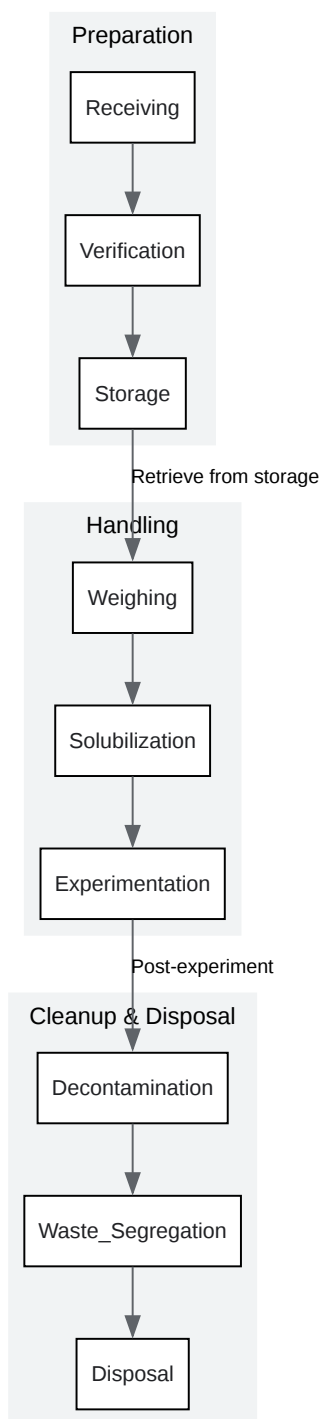 Preparation
Receiving
Verification
Storage
Retrieve from storage
Handling
Weighing
Solubilization
Experimentation
Post-experiment
Cleanup & Disposal
Decontamination
Waste_Segregation
Disposal